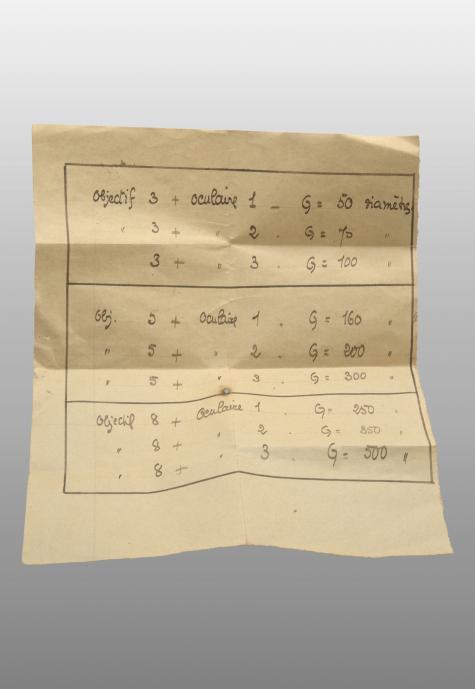 Objectif 3 + oculaire 1 – G = 50 diamètres
" 3 + " 2 . G = 75 "
3 + " 3 . G = 100 "
Obj. 5 + oculaire 1 . G = 160 "
" 5 + " 2 . G = 200 "
" 5 + " 3 . G = 300 "
Objectif 8 + oculaire 1 . G = 250 "
" 8 + " 2 . G = 350 "
" 8 + " 3 . G = 500 "